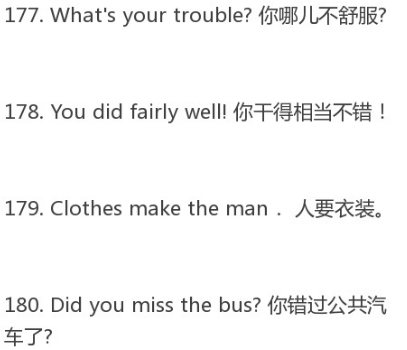 177. What's your trouble? 你哪儿不舒服?
178. You did fairly well! 你干得相当不错！
179. Clothes make the man． 人要衣装。
180. Did you miss the bus? 你错过公共汽
车了?